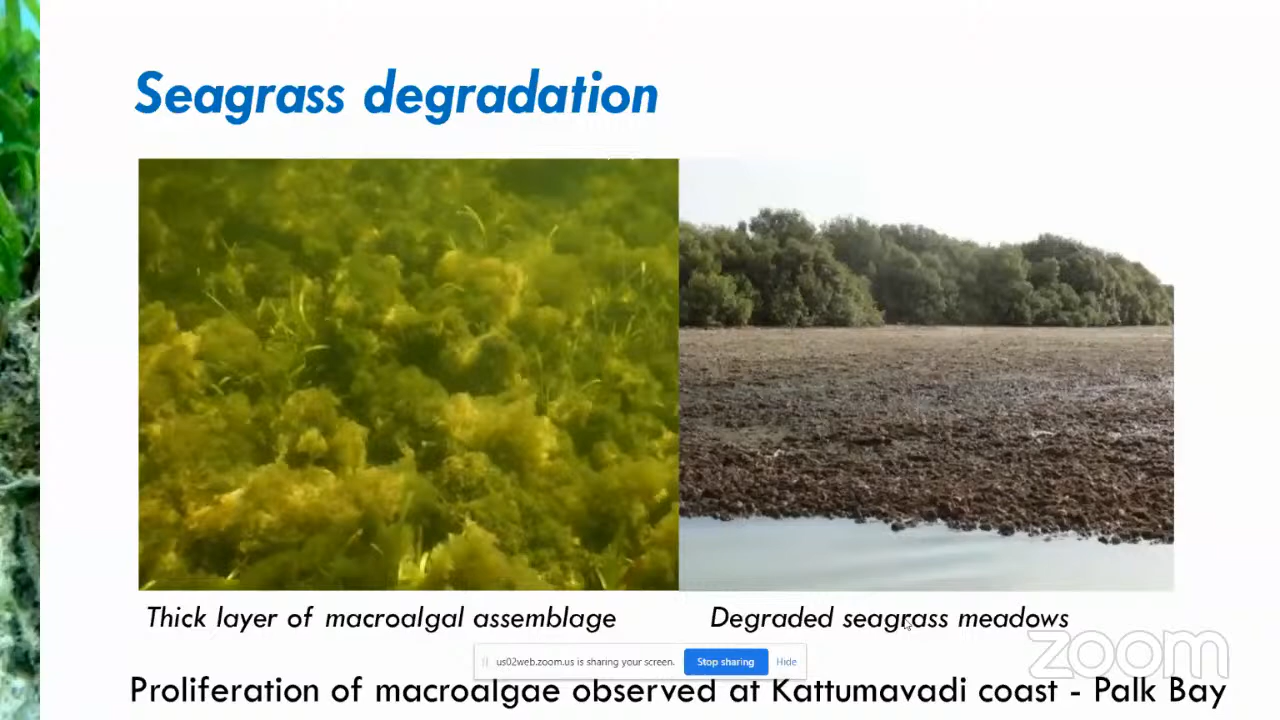 Seagrass degradation
Thick layer of macroalgal assemblage
Degraded seagrass meadows
us02web.zoom.us is sharing your screen.
Stop sharing
Hide
zoom
Proliferation of macroalgae observed at Kattumavadi coast - Palk Bay